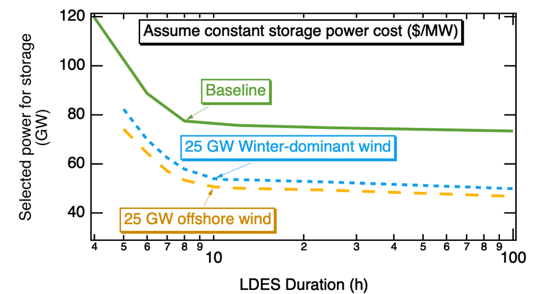 120
Assume constant storage power cost ($/MW)
100
Baseline
80
25 GW Winter-dominant wind
60
40
25 GW offshore wind
Selected power for storage
(GW)
4 5 6 7 8 9 10 2 3 4 5 6 7 8 9 100
LDES Duration (h)